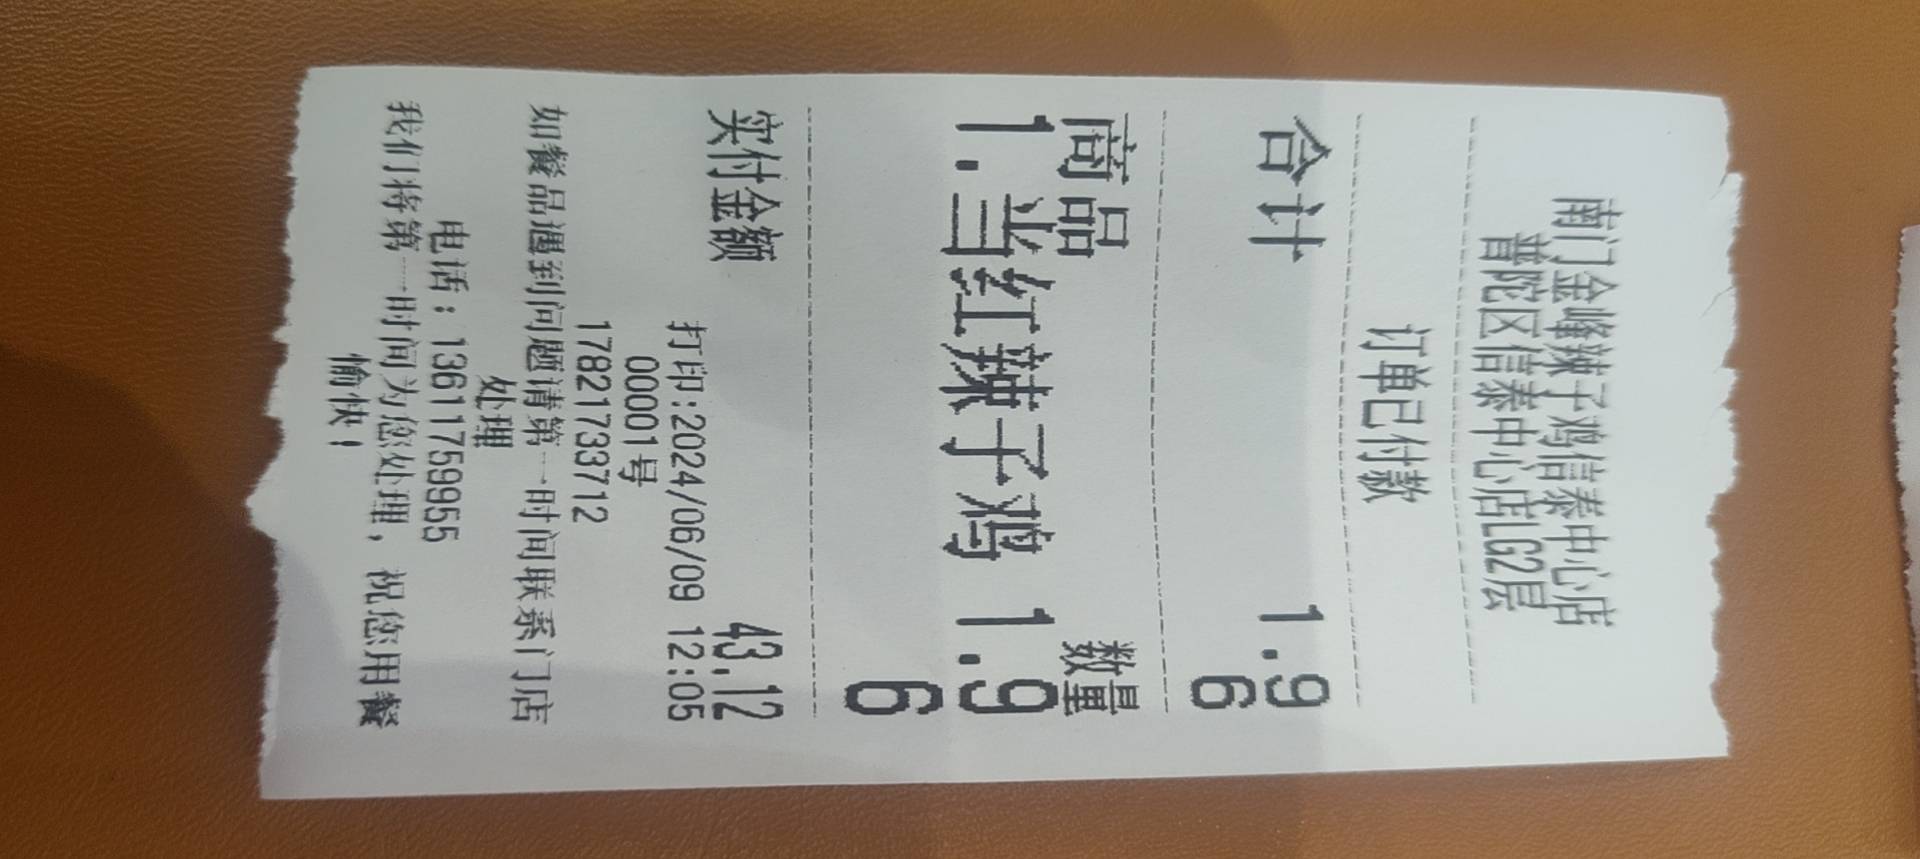 南门金峰辣子鸡信泰中心店
普陀区信泰中心店LG2层
订单已付款
合计 1.9
6
商品 数量
1.当红辣子鸡 1.9
6
实付金额 43.12
打印:2024/06/09 12:05
00001号
17821733712
如餐品遇到问题请第一时间联系门店
处理
电话：13611759955
我们将第一时间为您处理，祝您用餐
愉快！